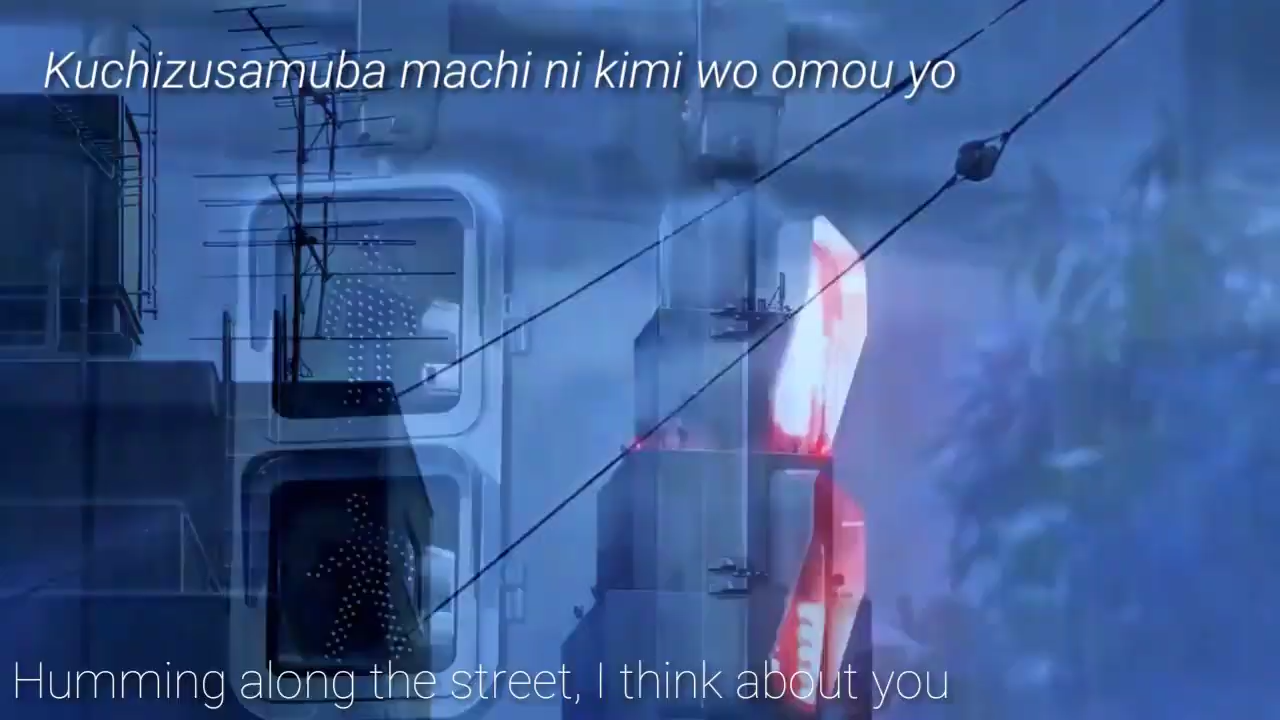 Kuchizusamuba machi ni kimi wo omou yo
Humming along the street, I think about you